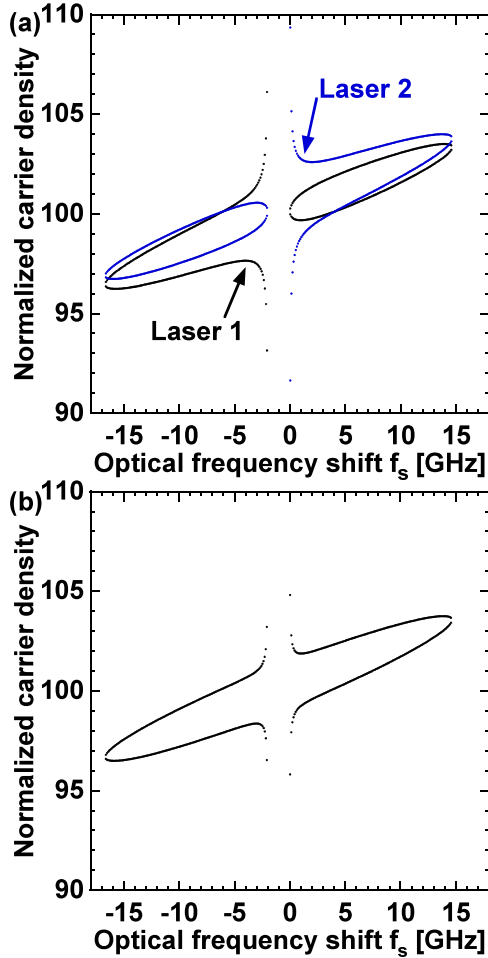 (a)
110
105
100
95
90
Normalized carrier density
Laser 2
Laser 1
-15 -10 -5 0 5 10 15
Optical frequency shift fs [GHz]
(b)
110
105
100
95
90
Normalized carrier density
-15 -10 -5 0 5 10 15
Optical frequency shift fs [GHz]